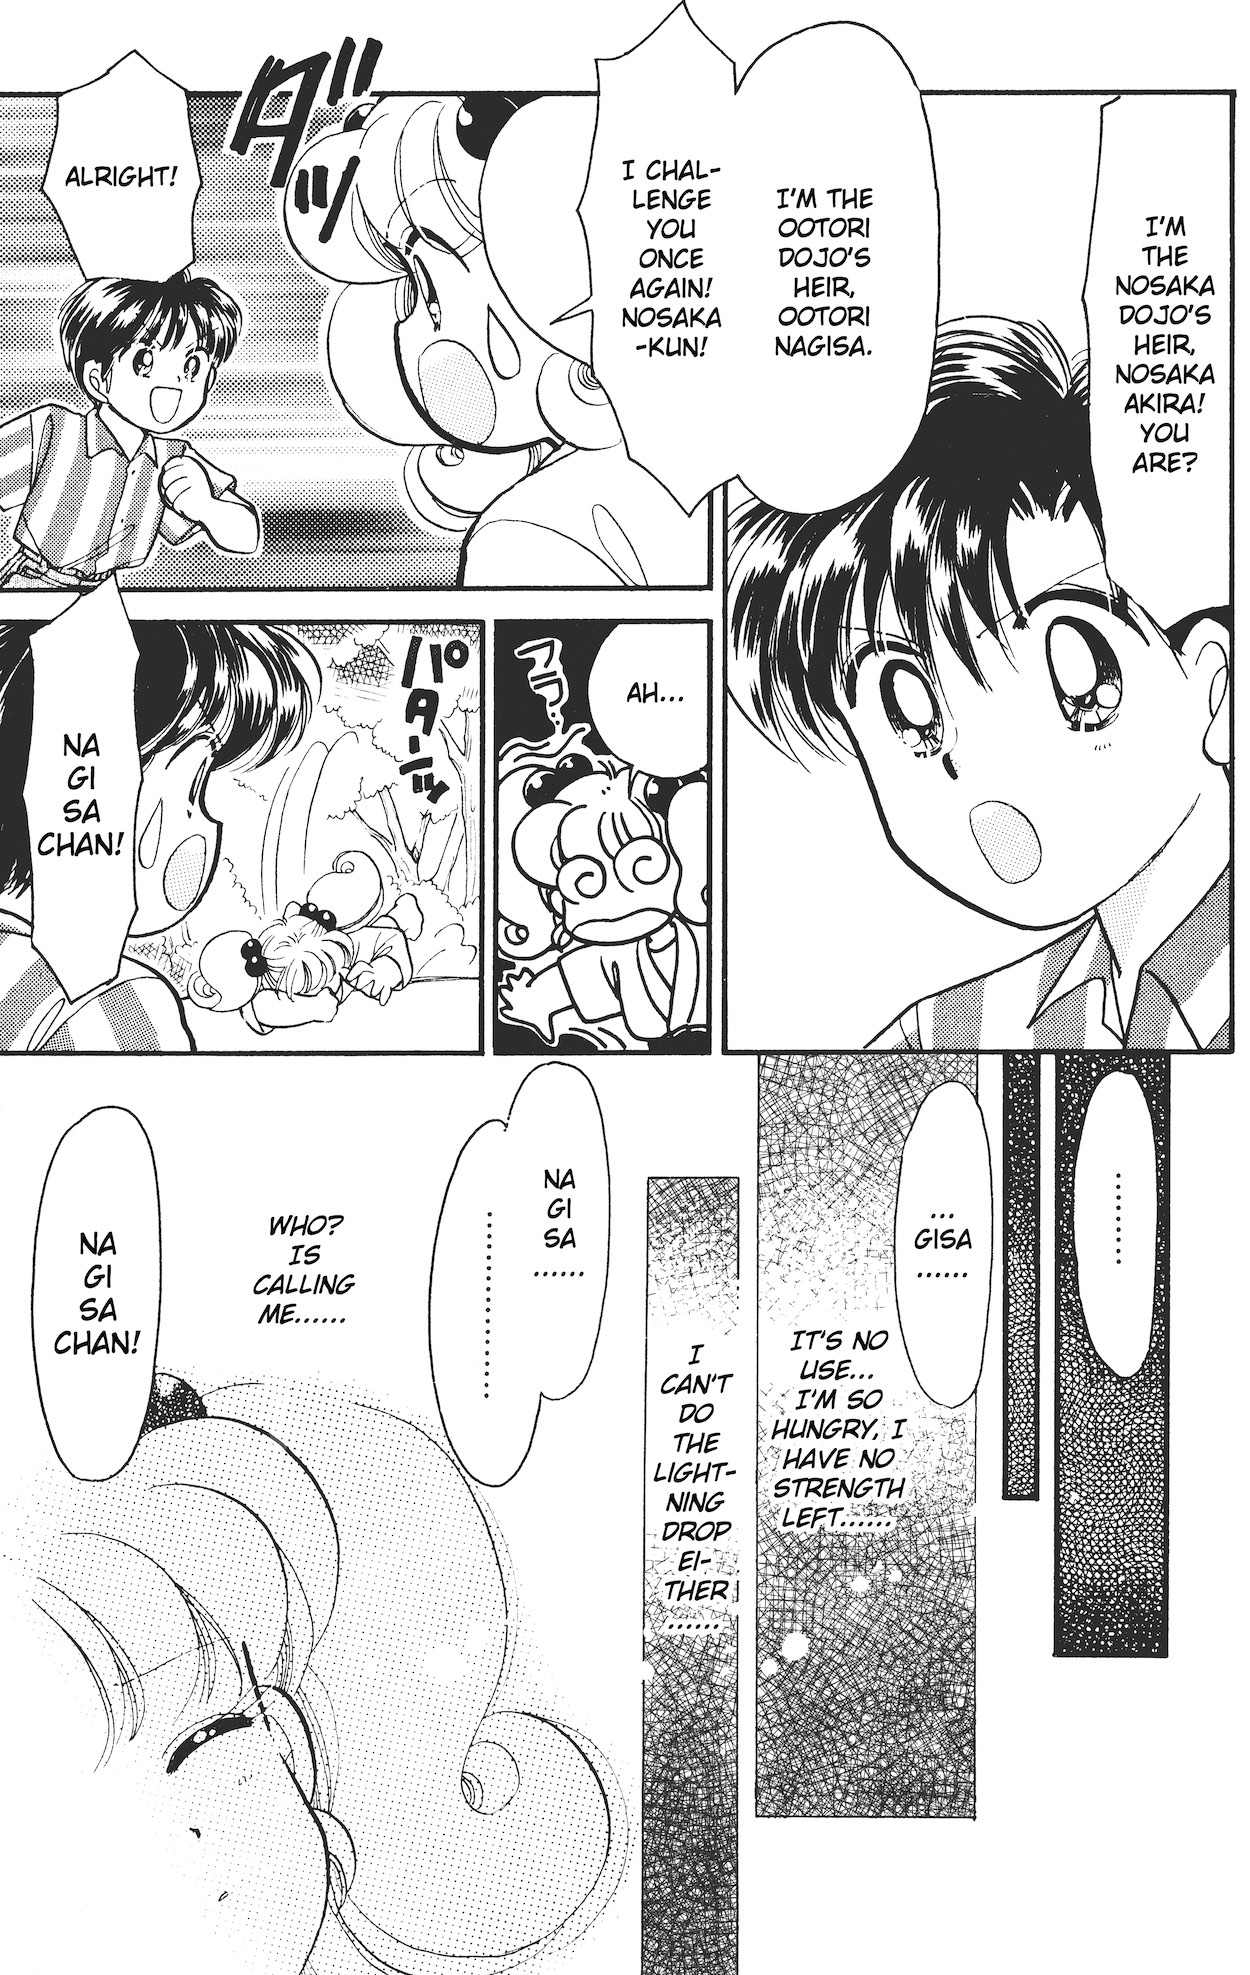 I'M
THE
NOSAKA
DOJO'S
HEIR,
NOSAKA
AKIRA!
YOU
ARE?
I'M THE
OOTORI
DOJO'S
HEIR,
OOTORI
NAGISA.
I CHAL-
LENGE
YOU
ONCE
AGAIN!
NOSAKA
-KUN!
ダダッ
ALRIGHT!
AH...
フラ…
パターッ
NA
GI
SA
CHAN!
.........
...
GISA
......
IT'S NO
USE...
I'M SO
HUNGRY, I
HAVE NO
STRENGTH
LEFT......
I
CAN'T
DO
THE
LIGHT-
NING
DROP
EI-
THER
......
NA
GI
SA
......
...............
WHO?
IS
CALLING
ME......
NA
GI
SA
CHAN!